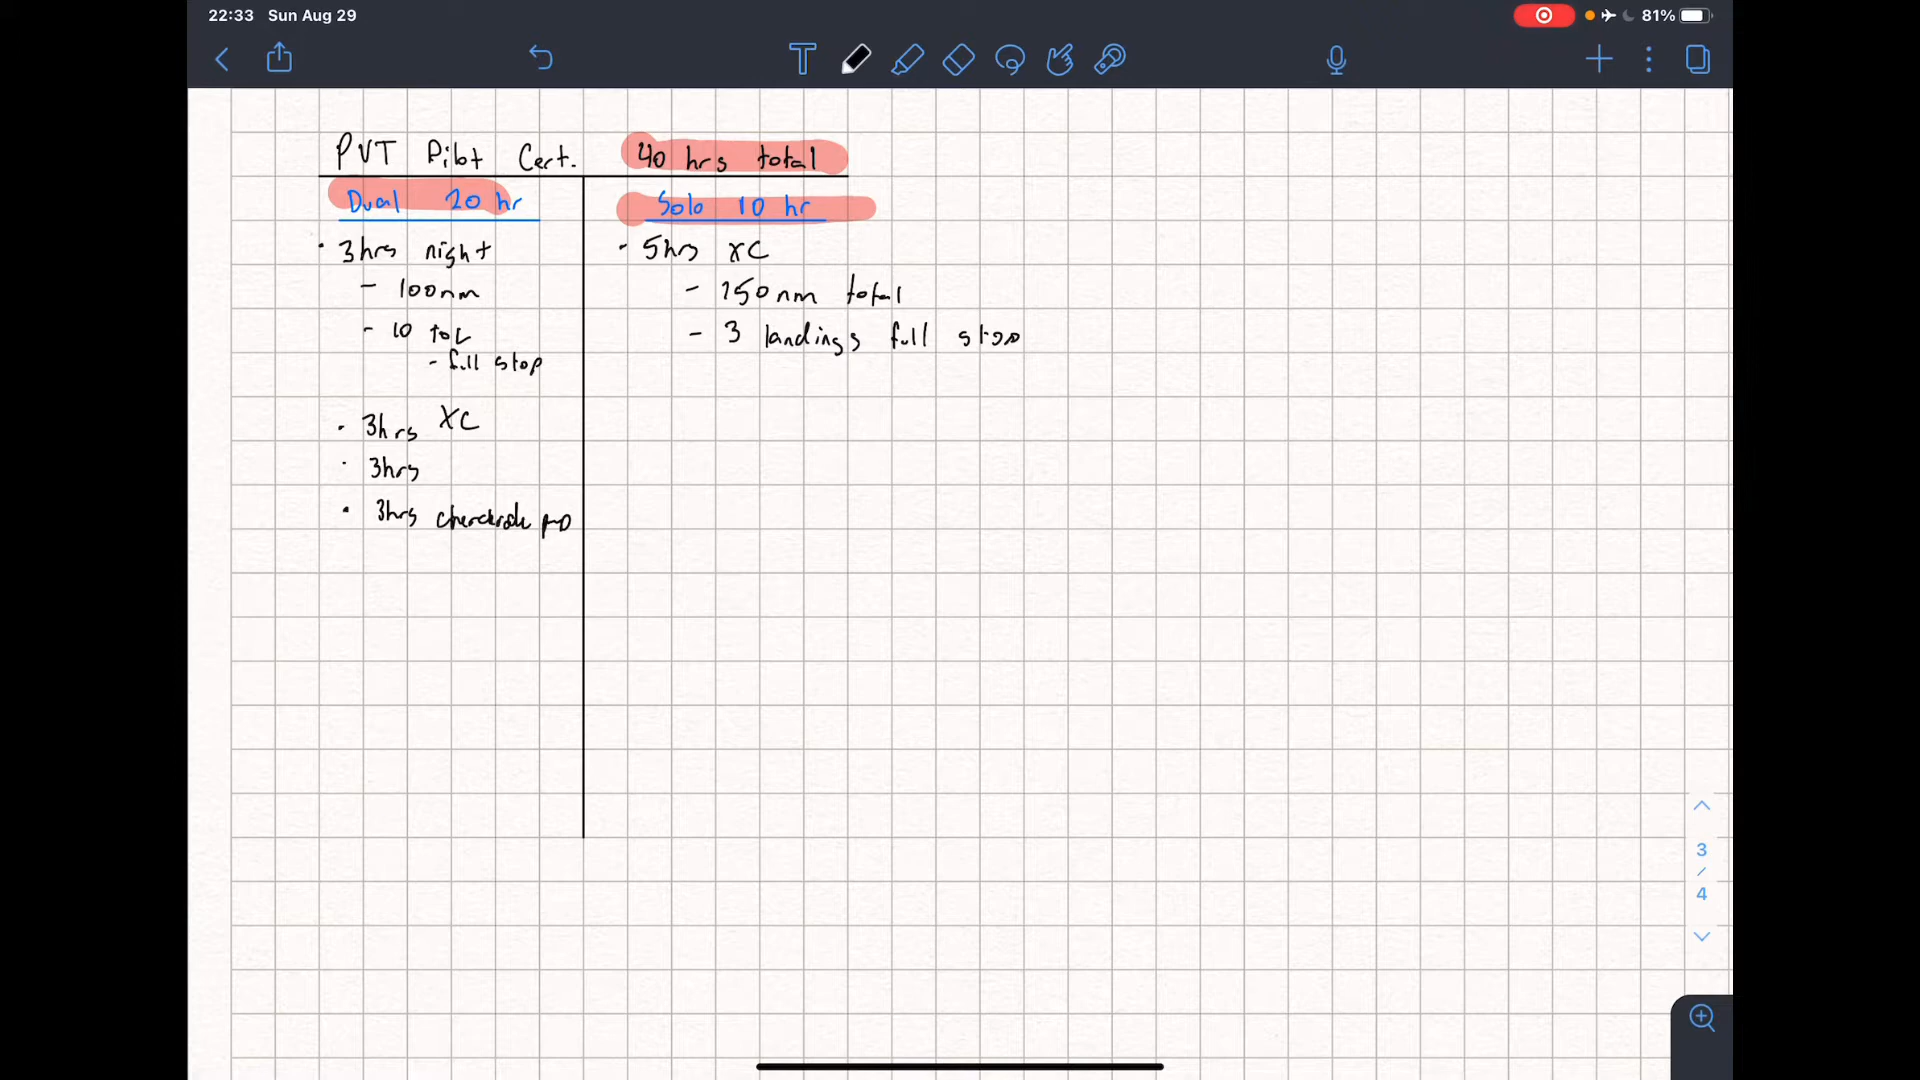 22:33 Sun Aug 29
81%
T
PVT Pilot Cert. 40 hrs total
Dual 20 hr
• 3hrs night
- 100nm
- 10 toL
- full stop
• 3hrs XC
• 3hrs
• 3hrs
Solo 10 hr
• 5hrs XC
- 150nm total
- 3 landings full stop
3
/
4